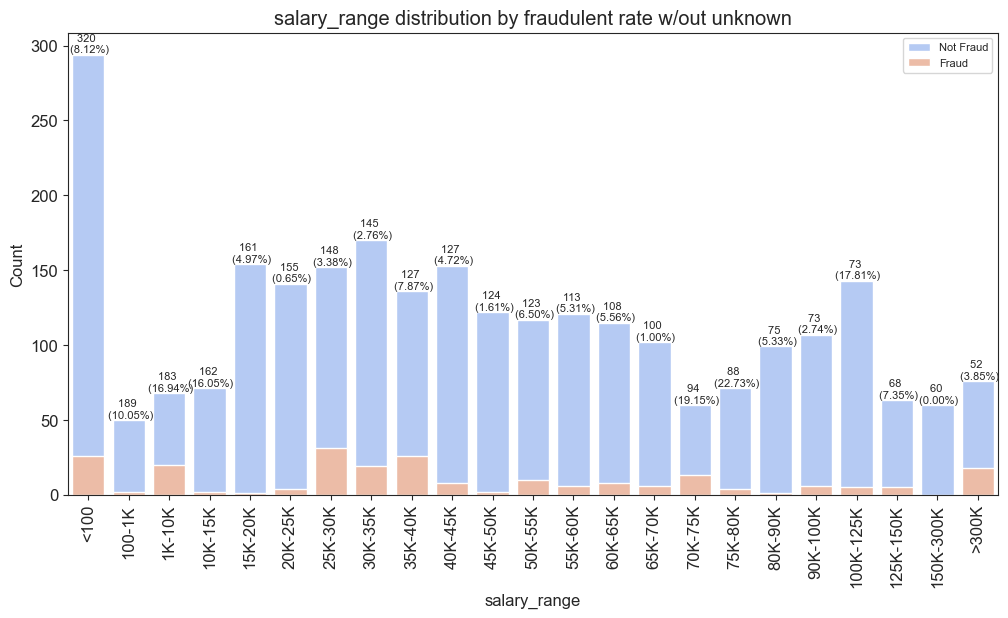 salary_range distribution by fraudulent rate w/out unknown
Not Fraud
Fraud
Count
300
250
200
150
100
50
0
320
(8.12%)
189
(10.05%)
183
(16.94%)
162
(16.05%)
161
(4.97%)
155
(0.65%)
148
(3.38%)
145
(2.76%)
127
(7.87%)
127
(4.72%)
124
(1.61%)
123
(6.50%)
113
(5.31%)
108
(5.56%)
100
(1.00%)
94
(19.15%)
88
(22.73%)
75
(5.33%)
73
(2.74%)
73
(17.81%)
68
(7.35%)
60
(0.00%)
52
(3.85%)
<100
100-1K
1K-10K
10K-15K
15K-20K
20K-25K
25K-30K
30K-35K
35K-40K
40K-45K
45K-50K
50K-55K
55K-60K
60K-65K
65K-70K
70K-75K
75K-80K
80K-90K
90K-100K
100K-125K
125K-150K
150K-300K
>300K
salary_range